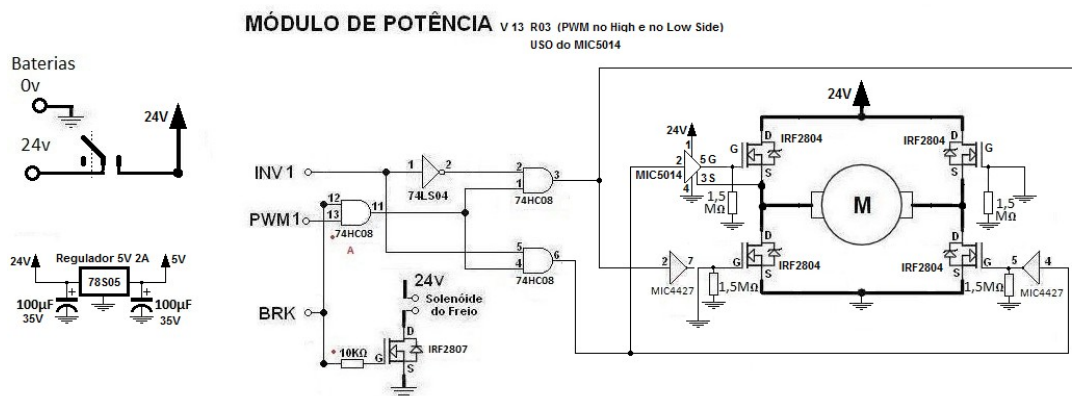 MÓDULO DE POTÊNCIA V 13 R03 (PWM no High e no Low Side)
USO do MIC5014
Baterias
0v
24V
24v
INV 1
1
2
74LS04
2
1
3
74HC08
PWM1
12
13
11
74HC08
A
5
4
6
74HC08
24V
Regulador 5V 2A
5V
78S05
100µF
35V
100µF
35V
BRK
24V
Solenóide
do Freio
10KΩ
G
D
S
IRF2807
24V
24V
1
2
5 G
3 S
4
MIC5014
D
S
IRF2804
1,5
MΩ
M
IRF2804
D
G
S
1,5
MΩ
2
7
MIC4427
1,5MΩ
D
G
S
IRF2804
IRF2804
D
G
S
1,5MΩ
5
4
MIC4427